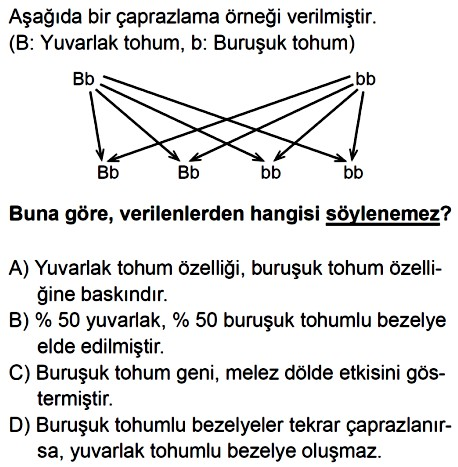 Aşağıda bir çaprazlama örneği verilmiştir.
(B: Yuvarlak tohum, b: Buruşuk tohum)
Bb bb
Bb Bb bb bb
Buna göre, verilenlerden hangisi söylenemez?
A) Yuvarlak tohum özelliği, buruşuk tohum özelli-
ğine baskındır.
B) % 50 yuvarlak, % 50 buruşuk tohumlu bezelye
elde edilmiştir.
C) Buruşuk tohum geni, melez dölde etkisini gös-
termiştir.
D) Buruşuk tohumlu bezelyeler tekrar çaprazlanır-
sa, yuvarlak tohumlu bezelye oluşmaz.